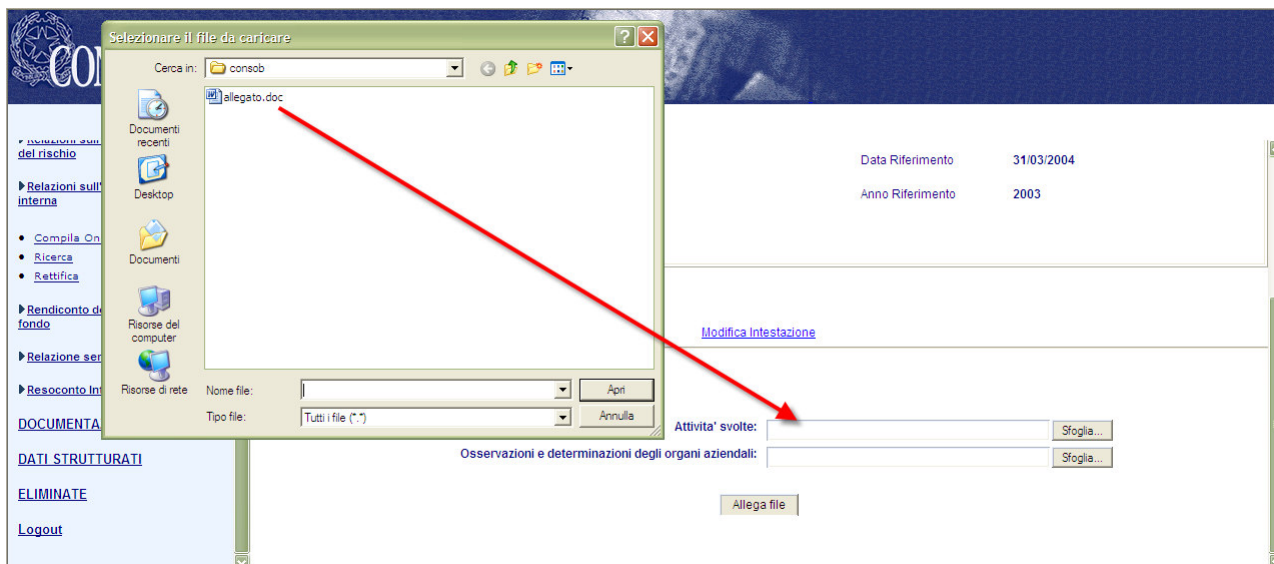 CON
Selezionare il file da caricare
Cerca in:
consob
allegato.doc
Documenti
recenti
Desktop
Documenti
Risorse del
computer
Risorse di rete
Nome file:
Apri
Tipo file:
Tutti i file (*.*)
Annulla
del rischio
Relazioni sull'
interna
Compila On
Ricerca
Rettifica
Rendiconto de
fondo
Relazione ser
Resoconto Int
DOCUMENTA
DATI STRUTTURATI
ELIMINATE
Logout
Data Riferimento 31/03/2004
Anno Riferimento 2003
Modifica Intestazione
Attivita' svolte: Sfoglia...
Osservazioni e determinazioni degli organi aziendali: Sfoglia...
Allega file